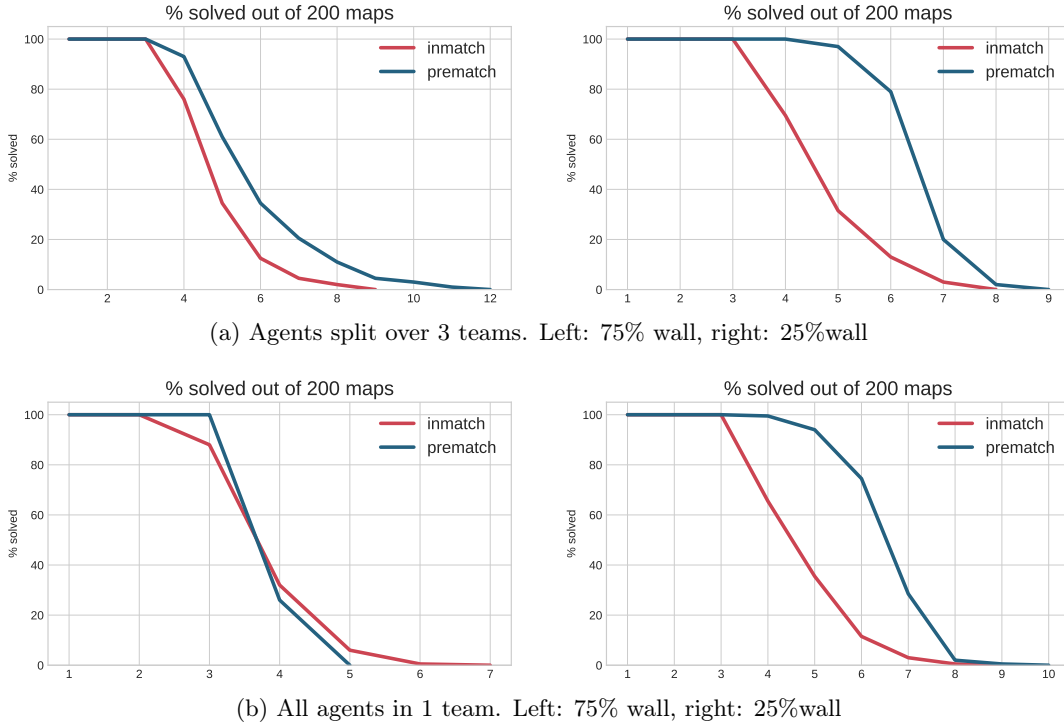 % solved out of 200 maps
% solved
100
80
60
40
20
0
inmatch
prematch
2 4 6 8 10 12
% solved out of 200 maps
% solved
100
80
60
40
20
0
inmatch
prematch
1 2 3 4 5 6 7 8 9
(a) Agents split over 3 teams. Left: 75% wall, right: 25%wall
% solved out of 200 maps
% solved
100
80
60
40
20
0
inmatch
prematch
1 2 3 4 5 6 7
% solved out of 200 maps
% solved
100
80
60
40
20
0
inmatch
prematch
1 2 3 4 5 6 7 8 9 10
(b) All agents in 1 team. Left: 75% wall, right: 25%wall